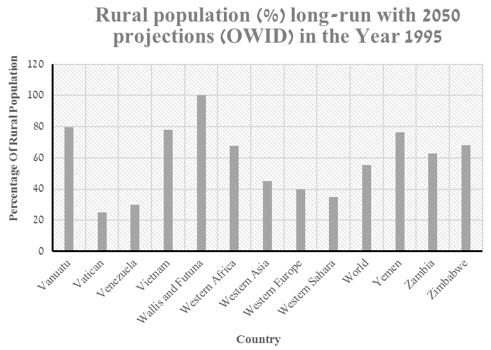 Rural population (%) long-run with 2050
projections (OWID) in the Year 1995
Percentage Of Rural Population
120
100
80
60
40
20
0
Vanuatu
Vatican
Venezuela
Vietnam
Wallis and Futuna
Western Africa
Western Asia
Western Europe
Western Sahara
World
Yemen
Zambia
Zimbabwe
Country